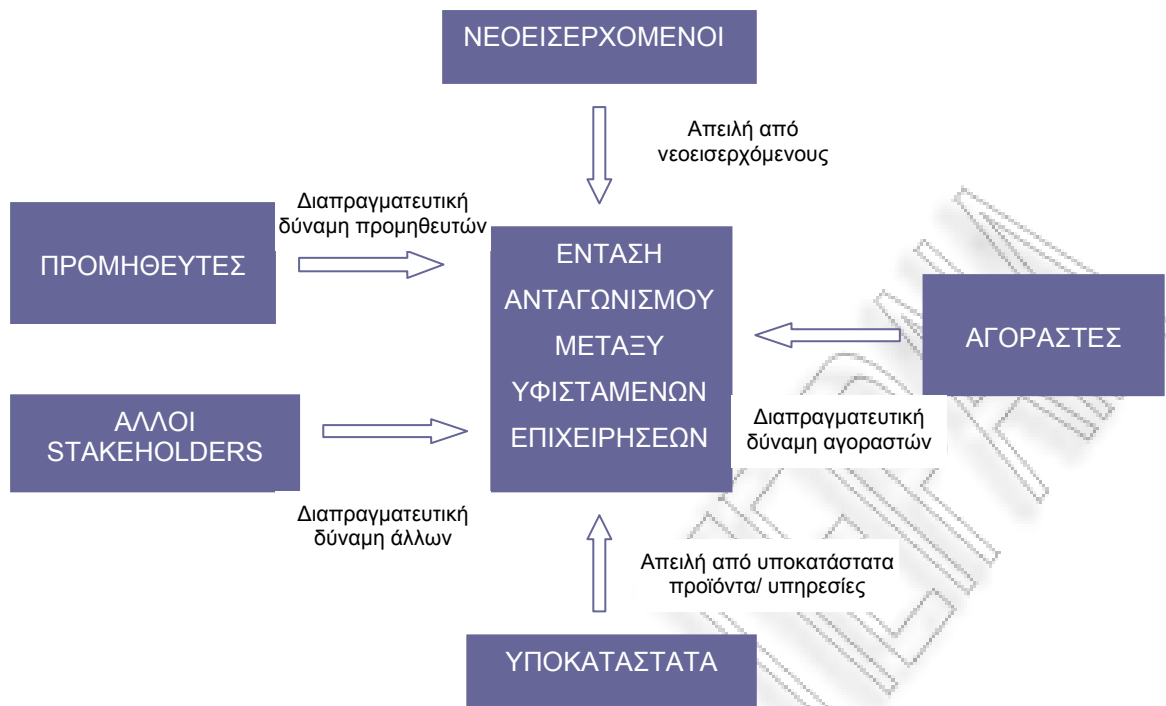 ΝΕΟΕΙΣΕΡΧΟΜΕΝΟΙ
Απειλή από
νεοεισερχόμενους
Διαπραγματευτική
δύναμη προμηθευτών
ΠΡΟΜΗΘΕΥΤΕΣ
ΕΝΤΑΣΗ
ΑΝΤΑΓΩΝΙΣΜΟΥ
ΜΕΤΑΞΥ
ΥΦΙΣΤΑΜΕΝΩΝ
ΕΠΙΧΕΙΡΗΣΕΩΝ
ΑΓΟΡΑΣΤΕΣ
Διαπραγματευτική
δύναμη αγοραστών
ΑΛΛΟΙ
STAKEHOLDERS
Διαπραγματευτική
δύναμη άλλων
Απειλή από υποκατάστατα
προϊόντα/ υπηρεσίες
ΥΠΟΚΑΤΑΣΤΑΤΑ